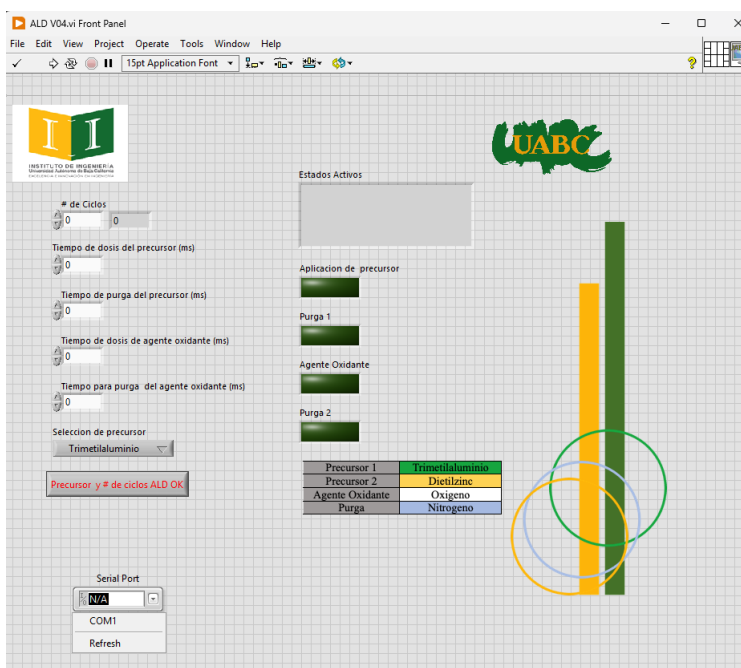 ALD V04.vi Front Panel
File Edit View Project Operate Tools Window Help
15pt Application Font
INSTITUTO DE INGENIERÍA
Universidad Autónoma de Baja California
UABC
Estados Activos
# de Ciclos
0 0
Tiempo de dosis del precursor (ms)
0
Aplicacion de precursor
Tiempo de purga del precursor (ms)
0
Purga 1
Tiempo de dosis de agente oxidante (ms)
0
Agente Oxidante
Tiempo para purga del agente oxidante (ms)
0
Purga 2
Seleccion de precursor
Trimetilaluminio
Precursor y # de ciclos ALD OK
Precursor 1 Trimetilaluminio
Precursor 2 Dietilzinc
Agente Oxidante Oxigeno
Purga Nitrogeno
Serial Port
N/A
COM1
Refresh